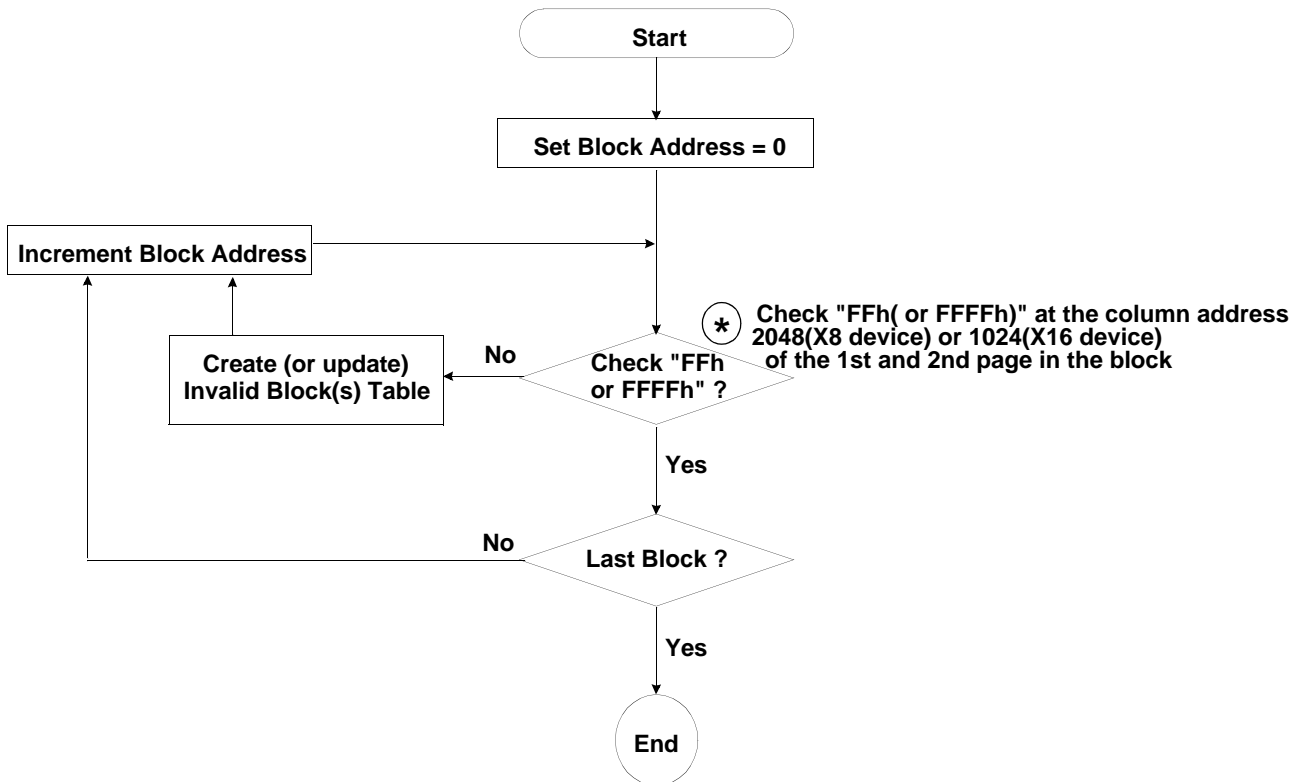 Start
Set Block Address = 0
Increment Block Address
* Check "FFh( or FFFFh)" at the column address
2048(X8 device) or 1024(X16 device)
of the 1st and 2nd page in the block
No
Create (or update)
Invalid Block(s) Table
Check "FFh
or FFFFh" ?
Yes
No
Last Block ?
Yes
End